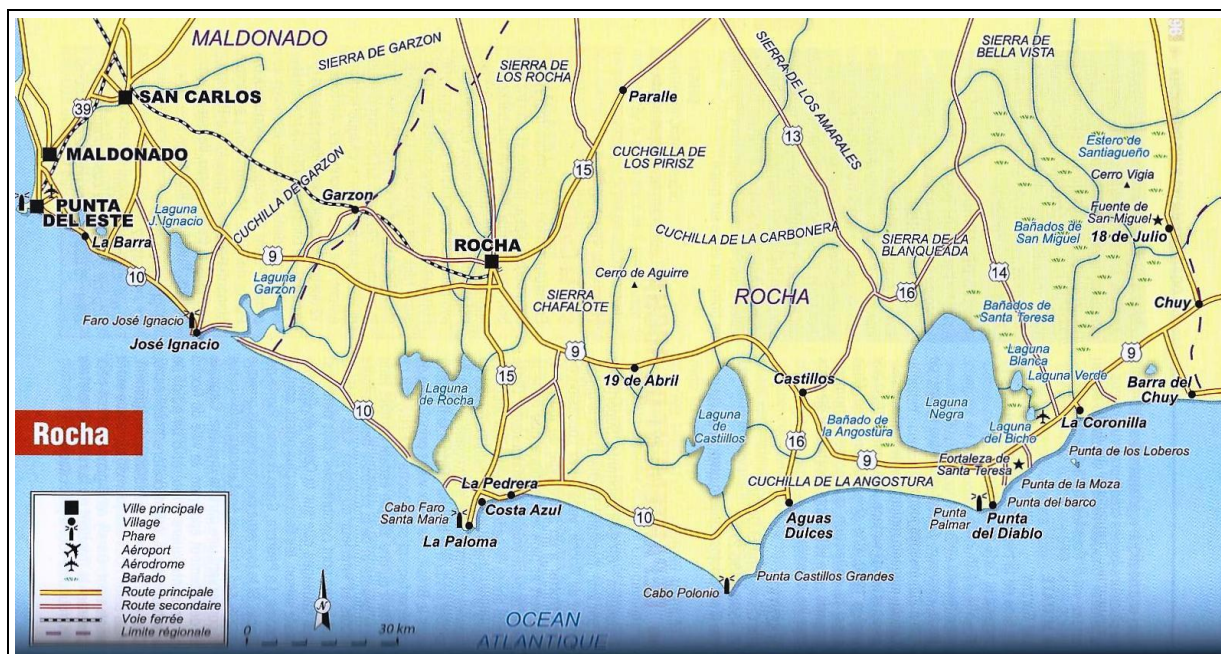 MALDONADO
SIERRA DE GARZON
SIERRA DE
LOS ROCHA
SIERRA DE LOS AMARALES
SIERRA DE
BELLA VISTA
39
SAN CARLOS
Paralle
13
Estero de
Santiagueño
MALDONADO
CUCHILLA DE GARZON
15
CUCHGILLA DE
LOS PIRISZ
Cerro Vigia
PUNTA
DEL ESTE
Laguna
J. Ignacio
Garzon
Fuente de
San Miguel
18 de Julio
La Barra
ROCHA
CUCHILLA DE LA CARBONERA
SIERRA DE LA
BLANQUEADA
Bañados
de San Miguel
10
9
Laguna
Garzon
Cerro de Aguirre
ROCHA
16
14
SIERRA
CHAFALOTE
Bañados de
Santa Teresa
Chuy
Faro José Ignacio
José Ignacio
9
15
19 de Abril
Castillos
Laguna
Blanca
Laguna Verde
9
Barra del
Chuy
Laguna
de Rocha
10
Laguna
de
Castiillos
Laguna
Negra
Bañado de
la Angostura
La Coronilla
Laguna
del Bicho
Rocha
16
9
Fortaleza de
Santa Teresa
Punta de los Loberos
La Pedrera
CUCHILLA DE LA ANGOSTURA
Punta de la Moza
Cabo Faro
Santa Maria
Costa Azul
Punta del barco
La Paloma
10
Aguas
Dulces
Punta
Palmar
Punta
del Diablo
Punta Castillos Grandes
Cabo Polonio
Ville principale
Village
Phare
Aéroport
Aérodrome
Bañado
Route principale
Route secondaire
Voie ferrée
Limite régionale
N
0 30 km
OCEAN
ATLANTIQUE